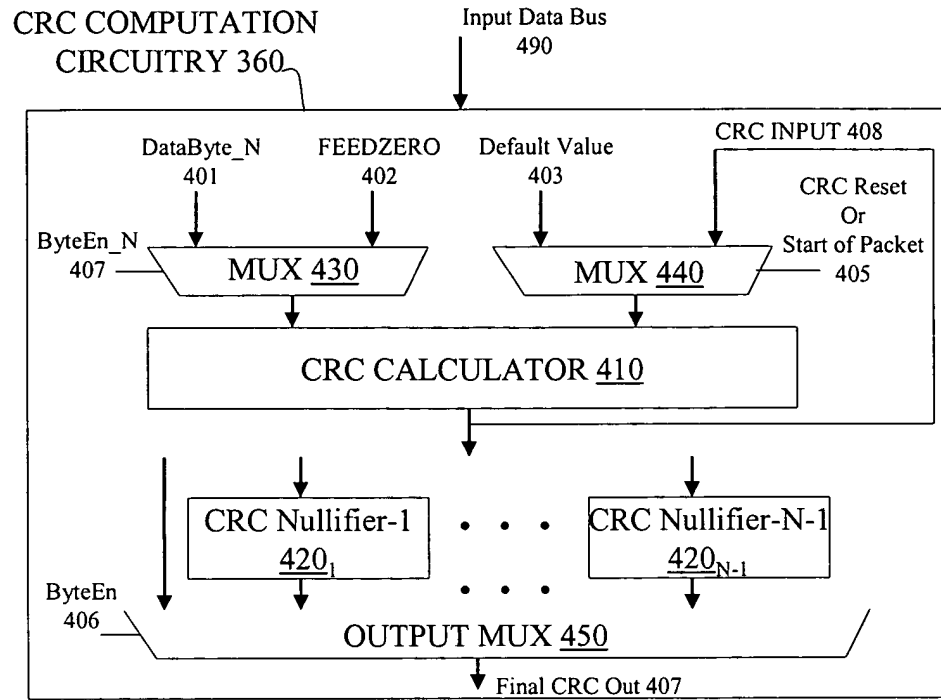 CRC COMPUTATION
CIRCUITRY 360
Input Data Bus
490
DataByte_N
401
FEEDZERO
402
Default Value
403
CRC INPUT 408
CRC Reset
Or
Start of Packet
405
ByteEn_N
407
MUX 430
MUX 440
CRC CALCULATOR 410
CRC Nullifier-1
420₁
CRC Nullifier-N-1
420N-1
ByteEn
406
OUTPUT MUX 450
Final CRC Out 407